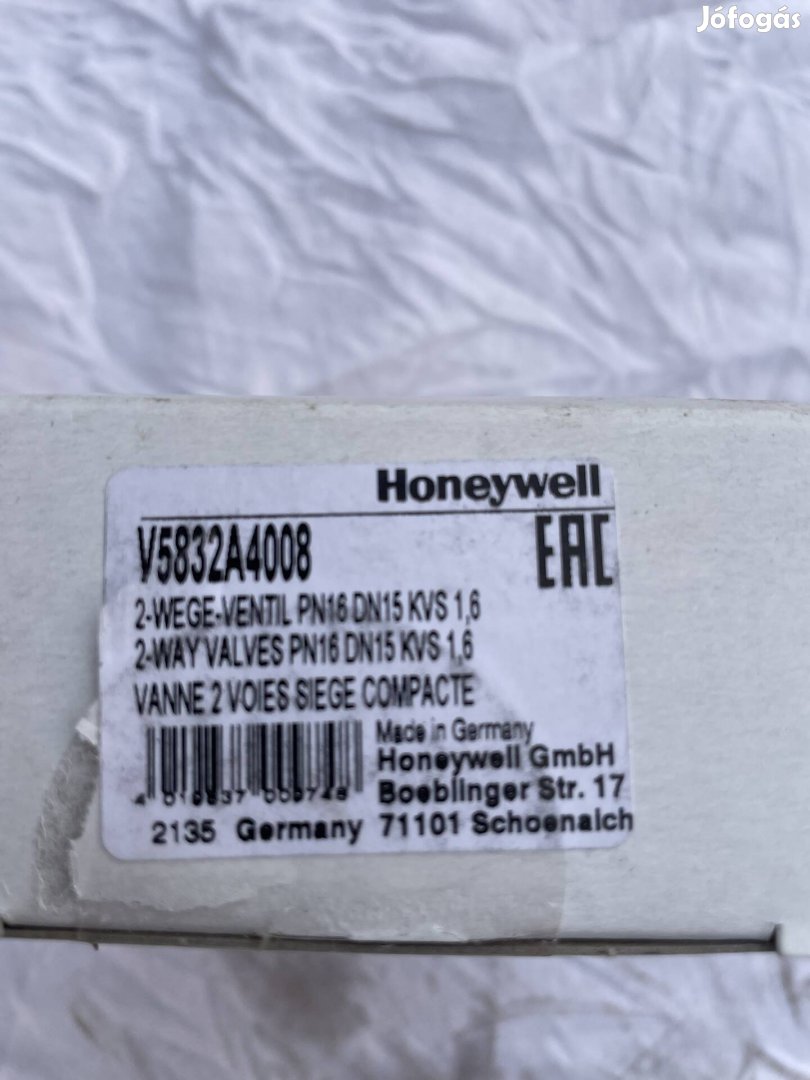 Jófogás
Honeywell
V5832A4008
EAC
2-WEGE-VENTIL PN16 DN15 KVS 1,6
2-WAY VALVES PN16 DN15 KVS 1,6
VANNE 2 VOIES SIEGE COMPACTE
Made in Germany
Honeywell GmbH
Boeblinger Str. 17
2135 Germany 71101 Schoenaich